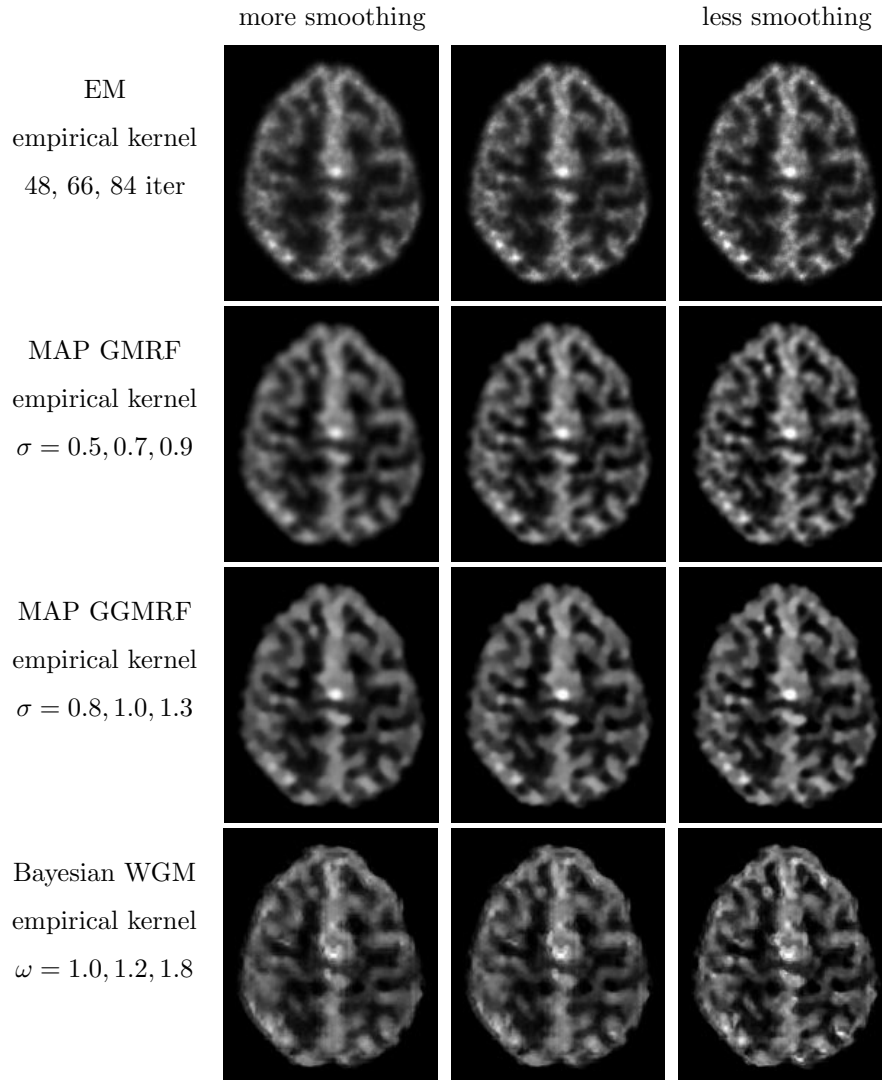 more smoothing
less smoothing
EM
empirical kernel
48, 66, 84 iter
MAP GMRF
empirical kernel
σ = 0.5, 0.7, 0.9
MAP GGMRF
empirical kernel
σ = 0.8, 1.0, 1.3
Bayesian WGM
empirical kernel
ω = 1.0, 1.2, 1.8